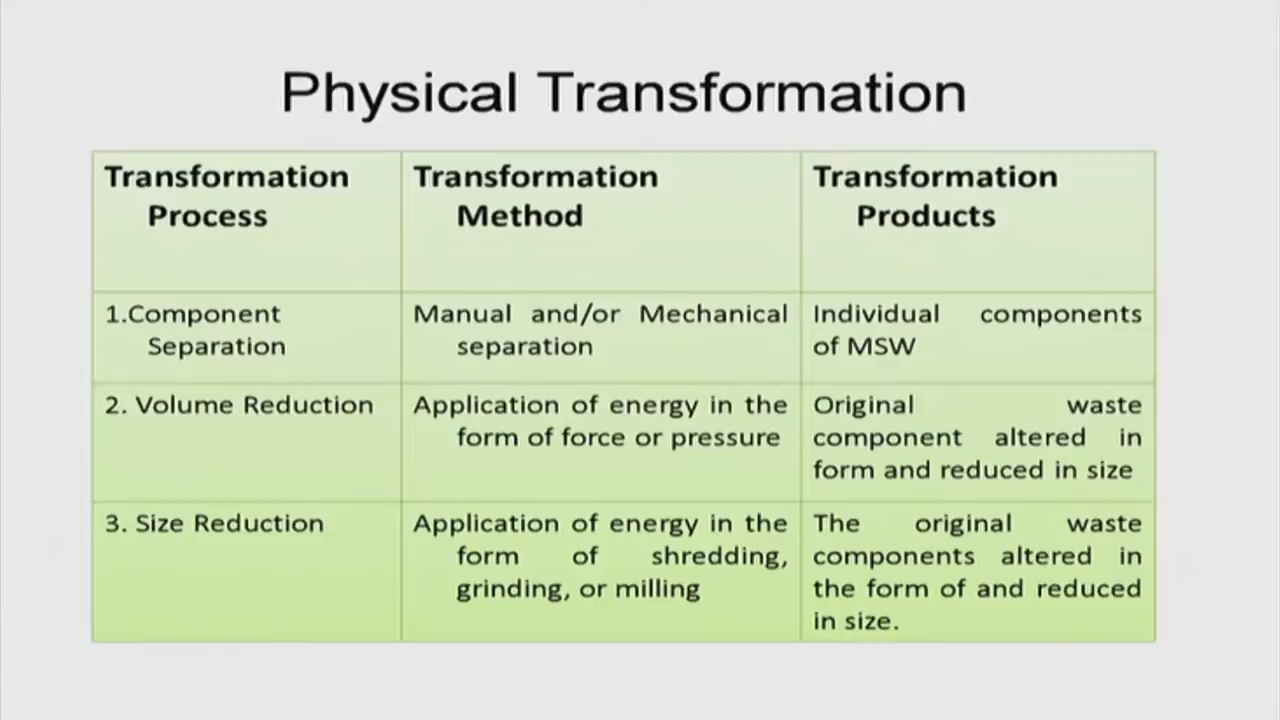 Physical Transformation
Transformation
Process
Transformation
Method
Transformation
Products
1.Component
Separation
Manual and/or Mechanical
separation
Individual components
of MSW
2. Volume Reduction
Application of energy in the
form of force or pressure
Original waste
component altered in
form and reduced in size
3. Size Reduction
Application of energy in the
form of shredding,
grinding, or milling
The original waste
components altered in
the form of and reduced
in size.